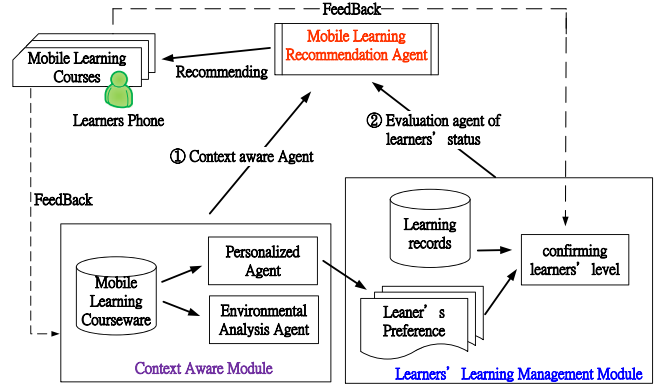 FeedBack
Mobile Learning
Recommendation Agent
Mobile Learning
Courses
Recommending
Learners Phone
② Evaluation agent of
learners' status
① Context aware Agent
FeedBack
Learning
records
Personalized
Agent
confirming
learners' level
Mobile
Learning
Courseware
Environmental
Analysis Agent
Leaner's
Preference
Context Aware Module
Learners' Learning Management Module